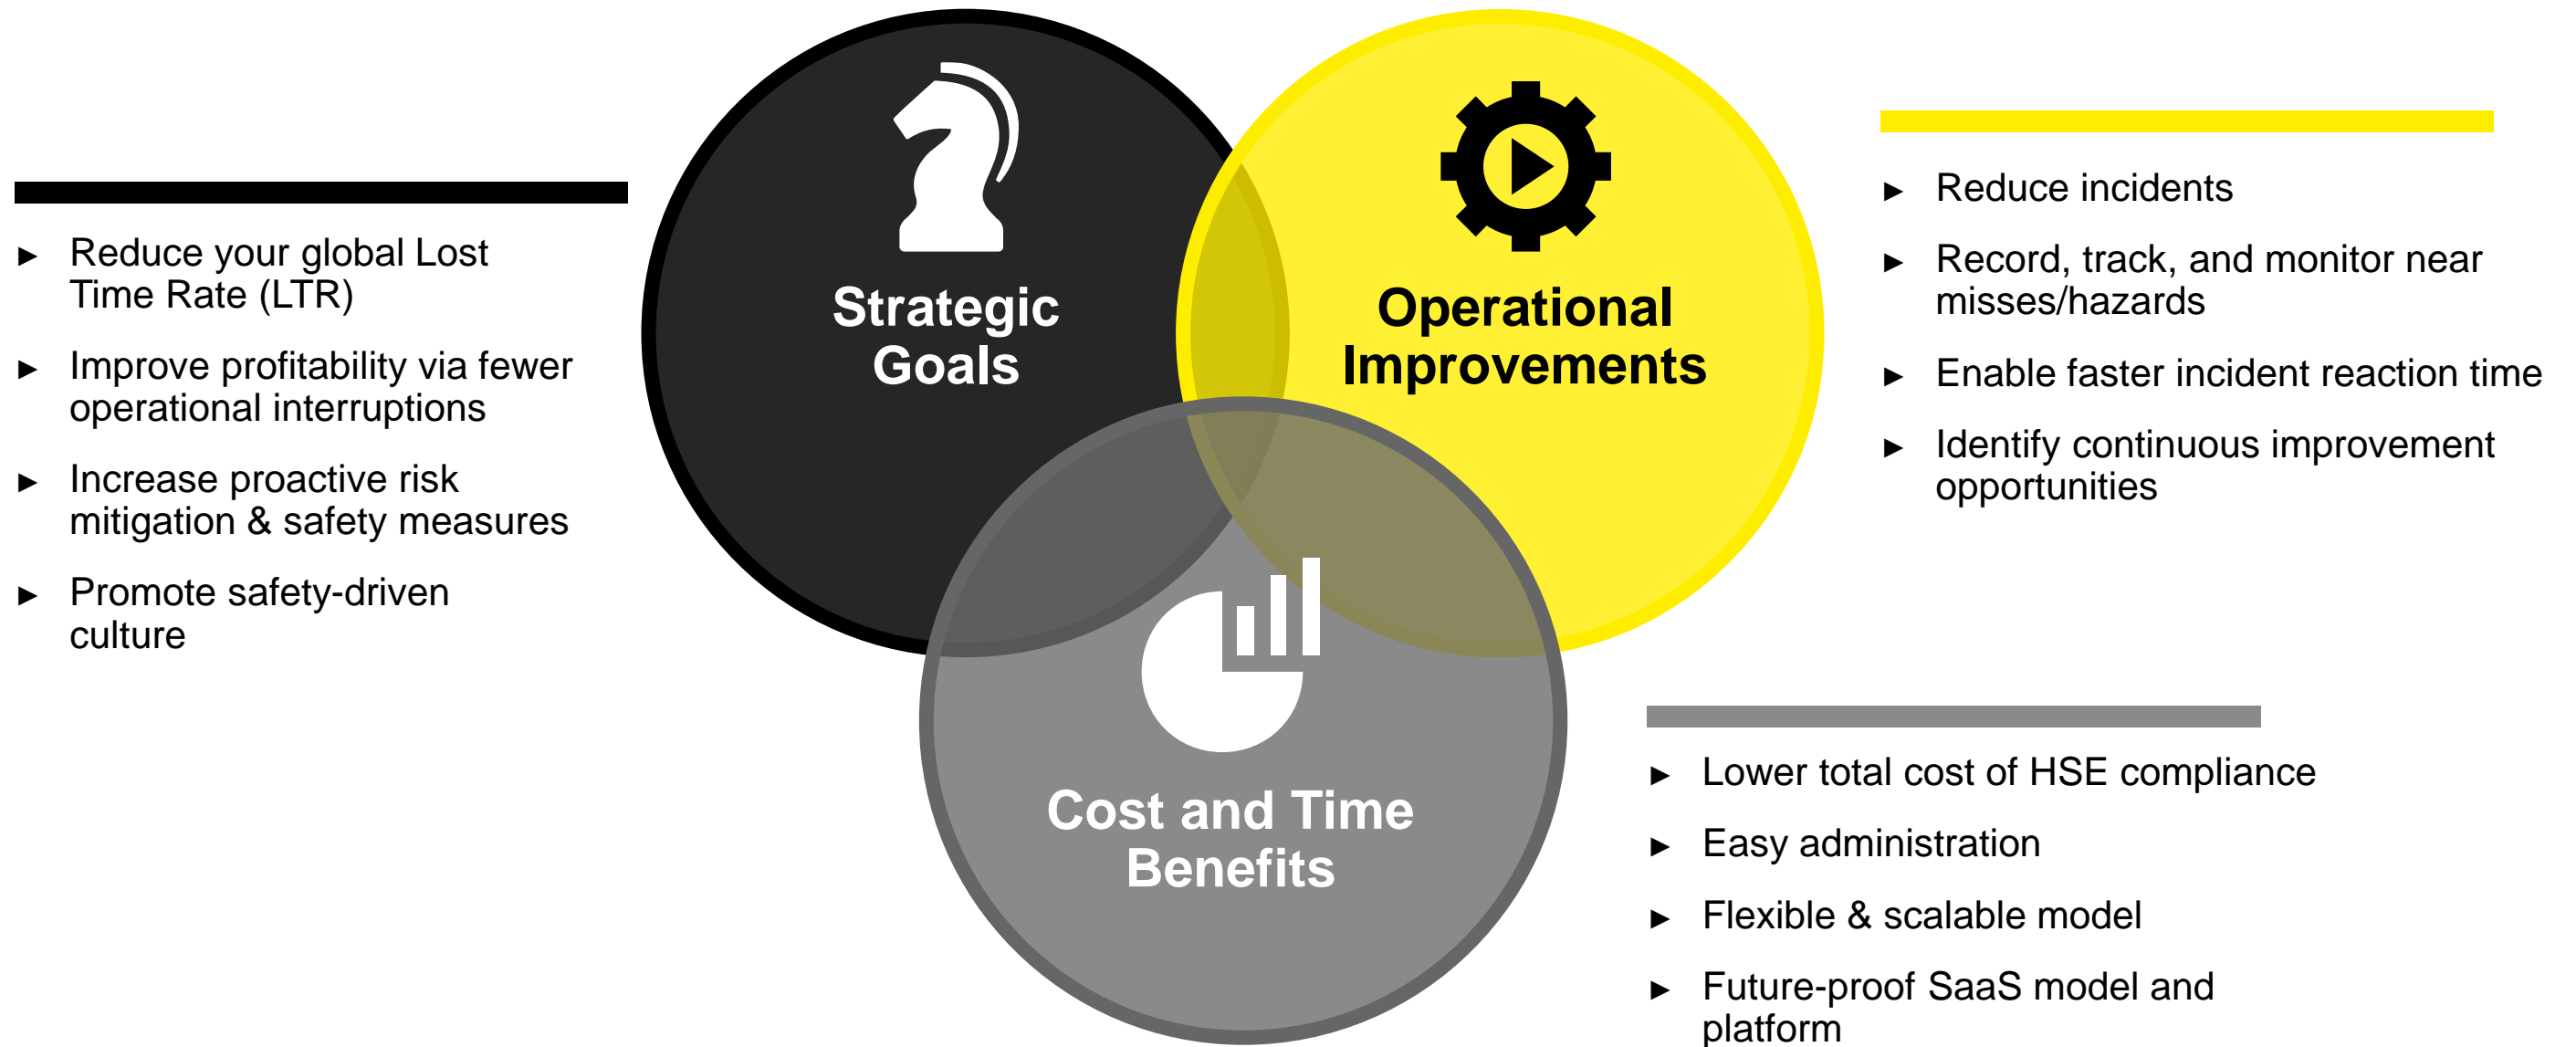 ► Reduce your global Lost
Time Rate (LTR)
► Improve profitability via fewer
operational interruptions
► Increase proactive risk
mitigation & safety measures
► Promote safety-driven
culture
Strategic
Goals
Operational
Improvements
► Reduce incidents
► Record, track, and monitor near
misses/hazards
► Enable faster incident reaction time
► Identify continuous improvement
opportunities
Cost and Time
Benefits
► Lower total cost of HSE compliance
► Easy administration
► Flexible & scalable model
► Future-proof SaaS model and
platform